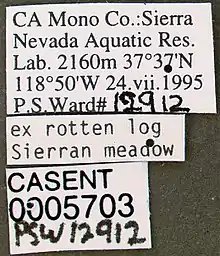 CA Mono Co.:Sierra
Nevada Aquatic Res.
Lab. 2160m 37°37'N
118°50'W 24.vii.1995
P.S.Ward# 12912
ex rotten log
Sierran meadow
CASENT
0005703
PSW12912